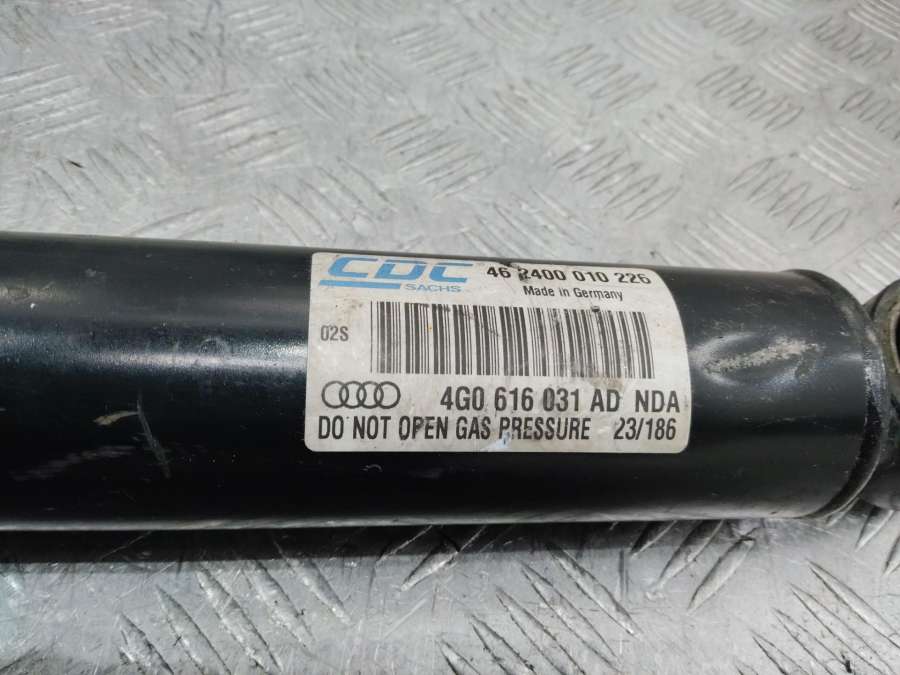 CDC 46 2400 010 226
SACHS Made in Germany
02S
4G0 616 031 AD NDA
DO NOT OPEN GAS PRESSURE 23/186